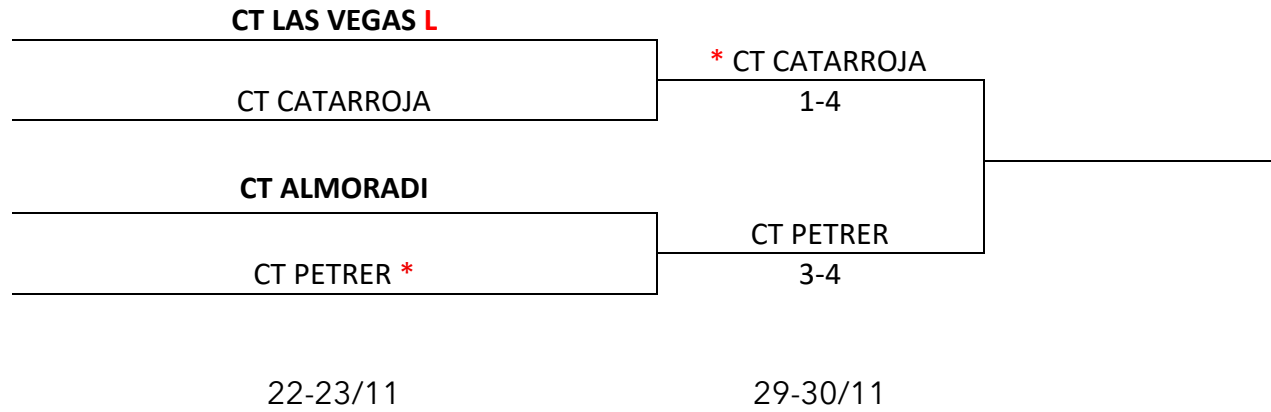 CT LAS VEGAS L
* CT CATARROJA
CT CATARROJA
1-4
CT ALMORADI
CT PETRER
CT PETRER *
3-4
22-23/11
29-30/11